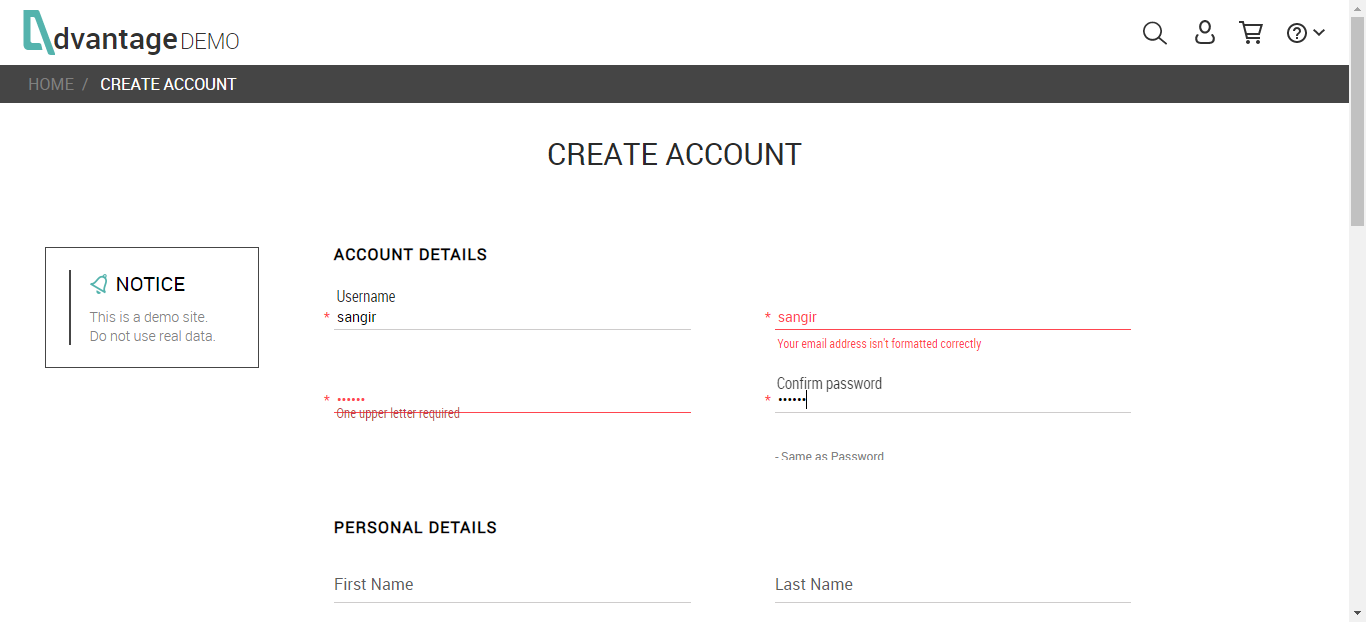 dvantage DEMO
HOME / CREATE ACCOUNT
CREATE ACCOUNT
NOTICE
This is a demo site.
Do not use real data.
ACCOUNT DETAILS
Username
* sangir
* sangir
Your email address isn't formatted correctly
* ••••••
One upper letter required
Confirm password
* ••••••
- Same as Password
PERSONAL DETAILS
First Name
Last Name